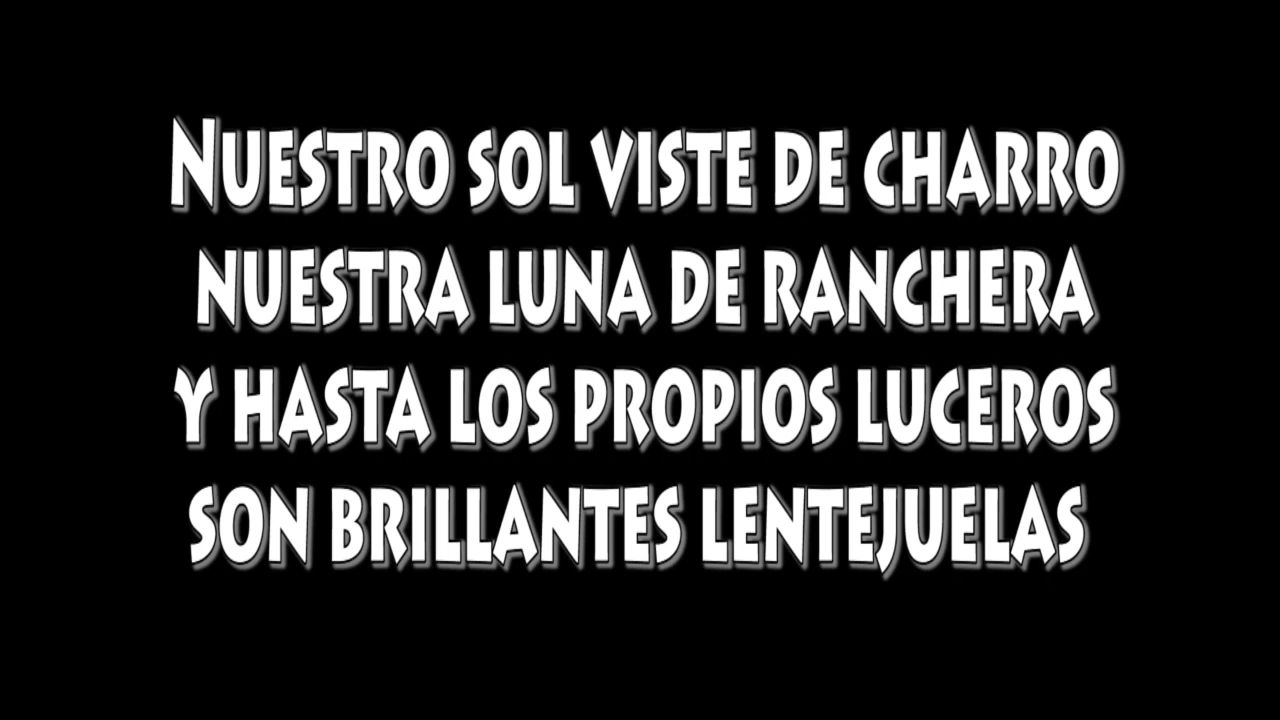 Nuestro sol viste de charro
nuestra luna de ranchera
y hasta los propios luceros
son brillantes lentejuelas